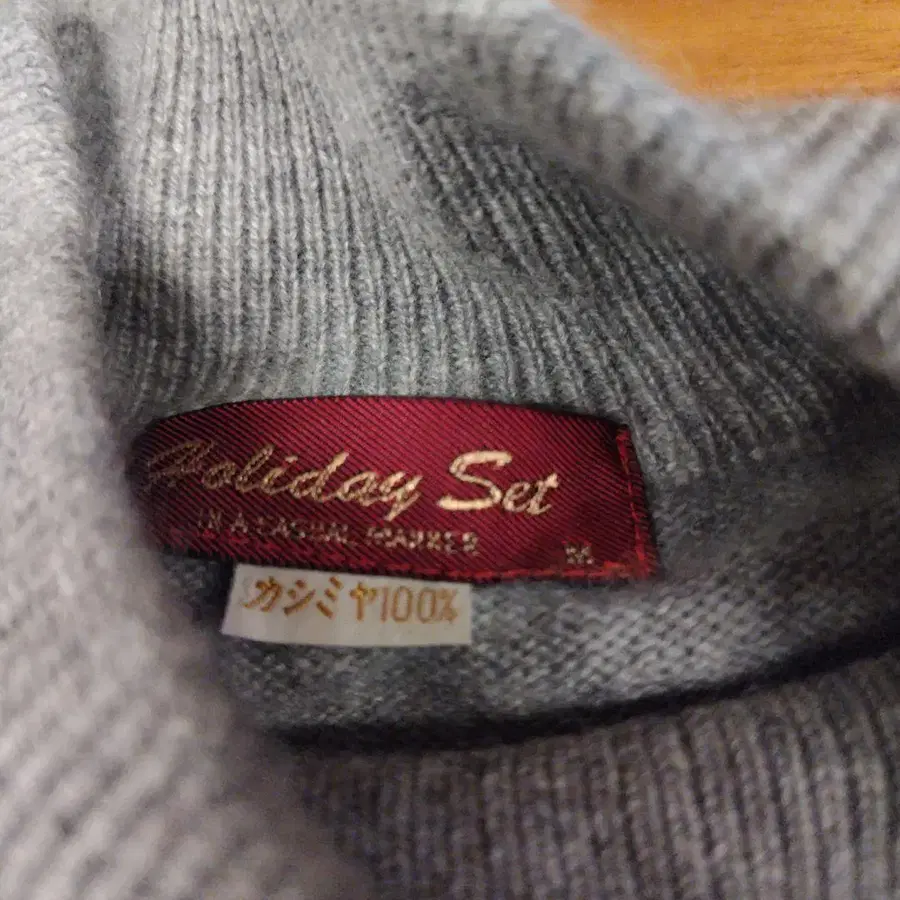 Holiday Set
IN A CASUAL MANNER
M
カシミヤ100%